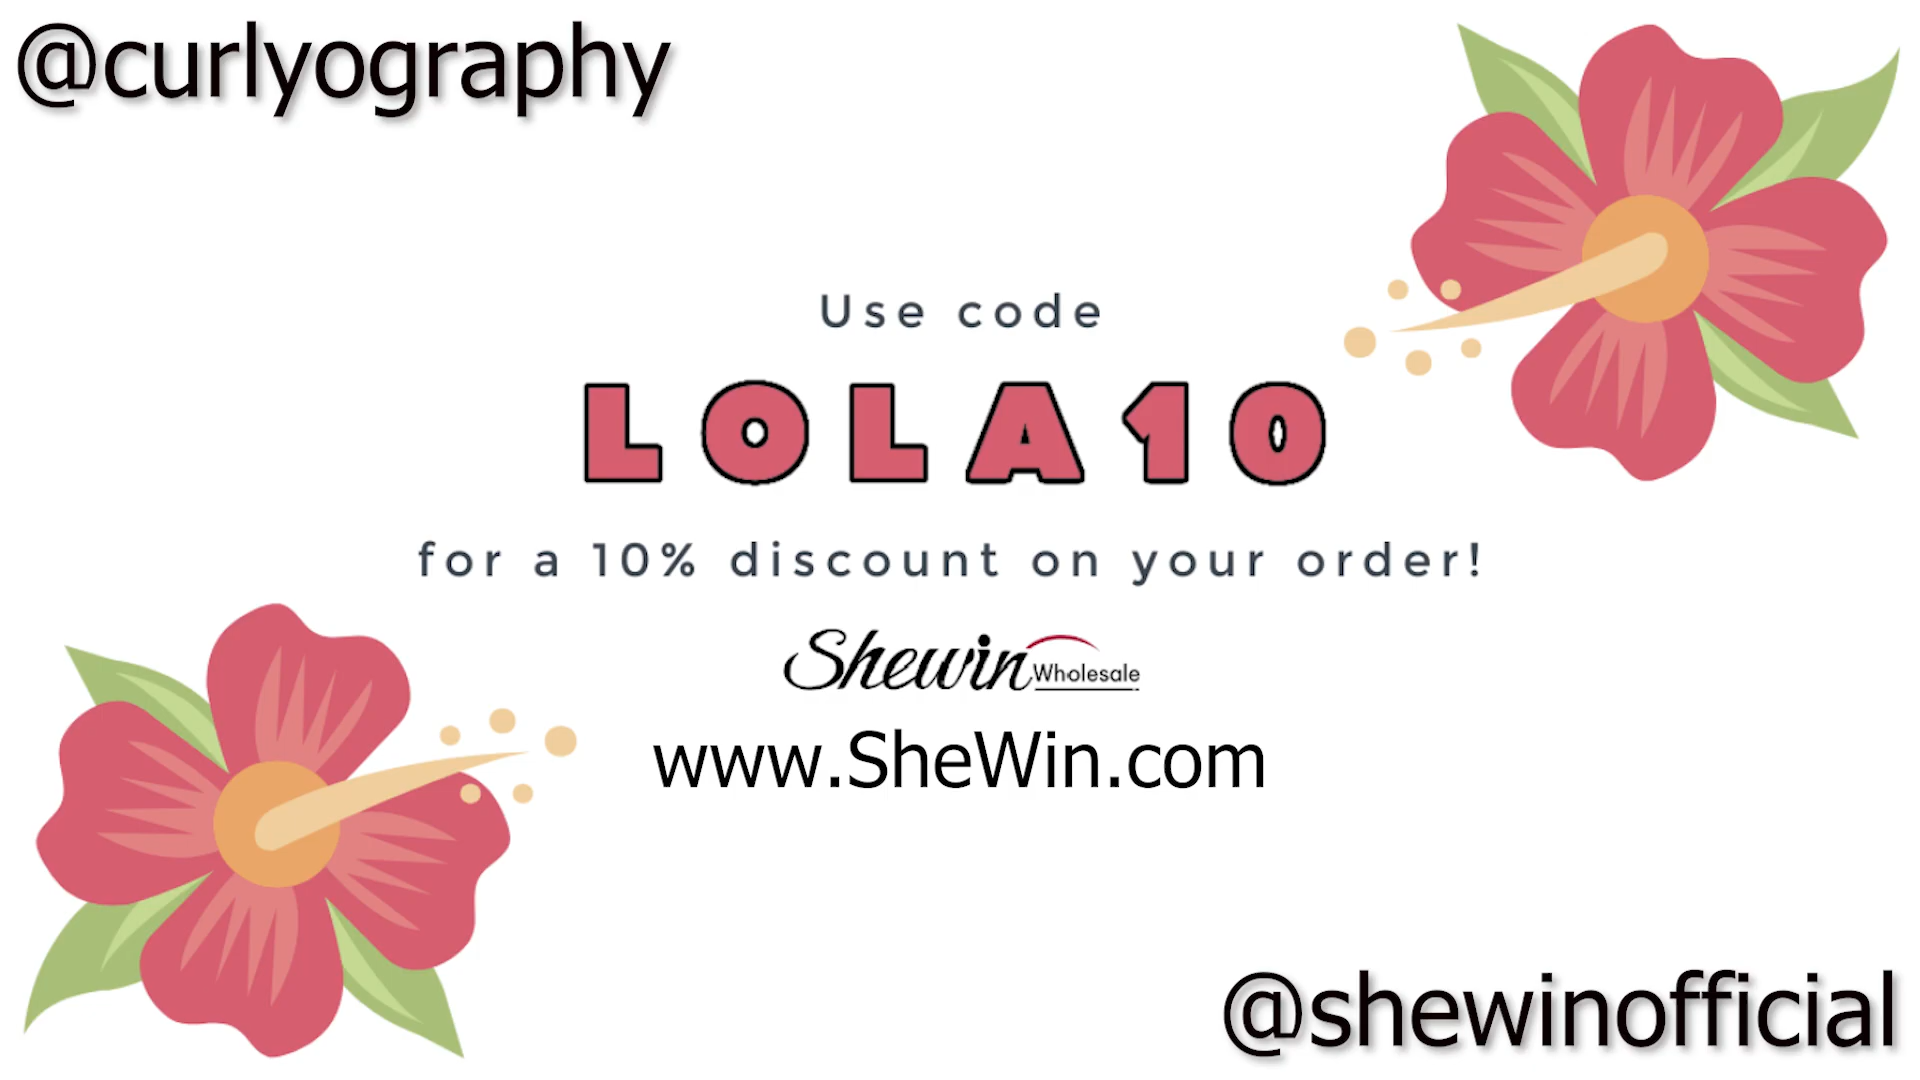 @curlyography
Use code
LOLA10
for a 10% discount on your order!
Shewin Wholesale
www.SheWin.com
@shewinofficial